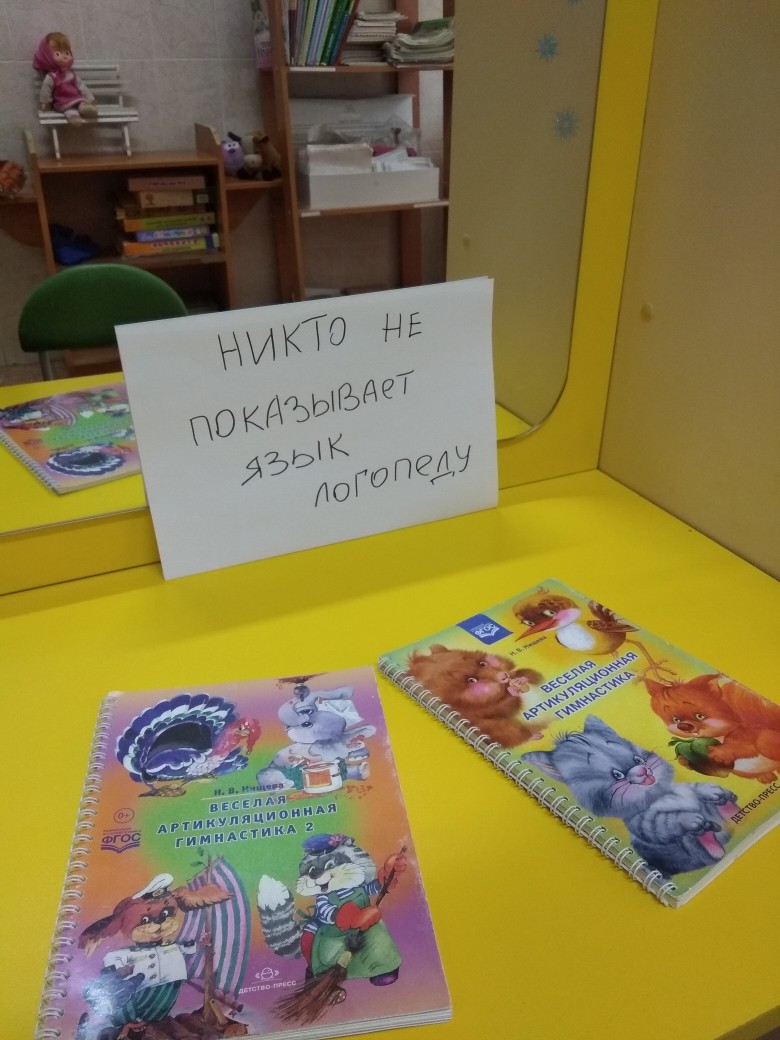 НИКТО НЕ
ПОКАЗЫВАЕТ
ЯЗЫК
ЛОГОПЕДУ
ФГОС
Н. В. Нищева
ВЕСЕЛАЯ
АРТИКУЛЯЦИОННАЯ
ГИМНАСТИКА
ДЕТСТВО-ПРЕСС
Н. В. Нищева
ВЕСЕЛАЯ
АРТИКУЛЯЦИОННАЯ
ГИМНАСТИКА 2
0+
ФГОС
ДЕТСТВО-ПРЕСС